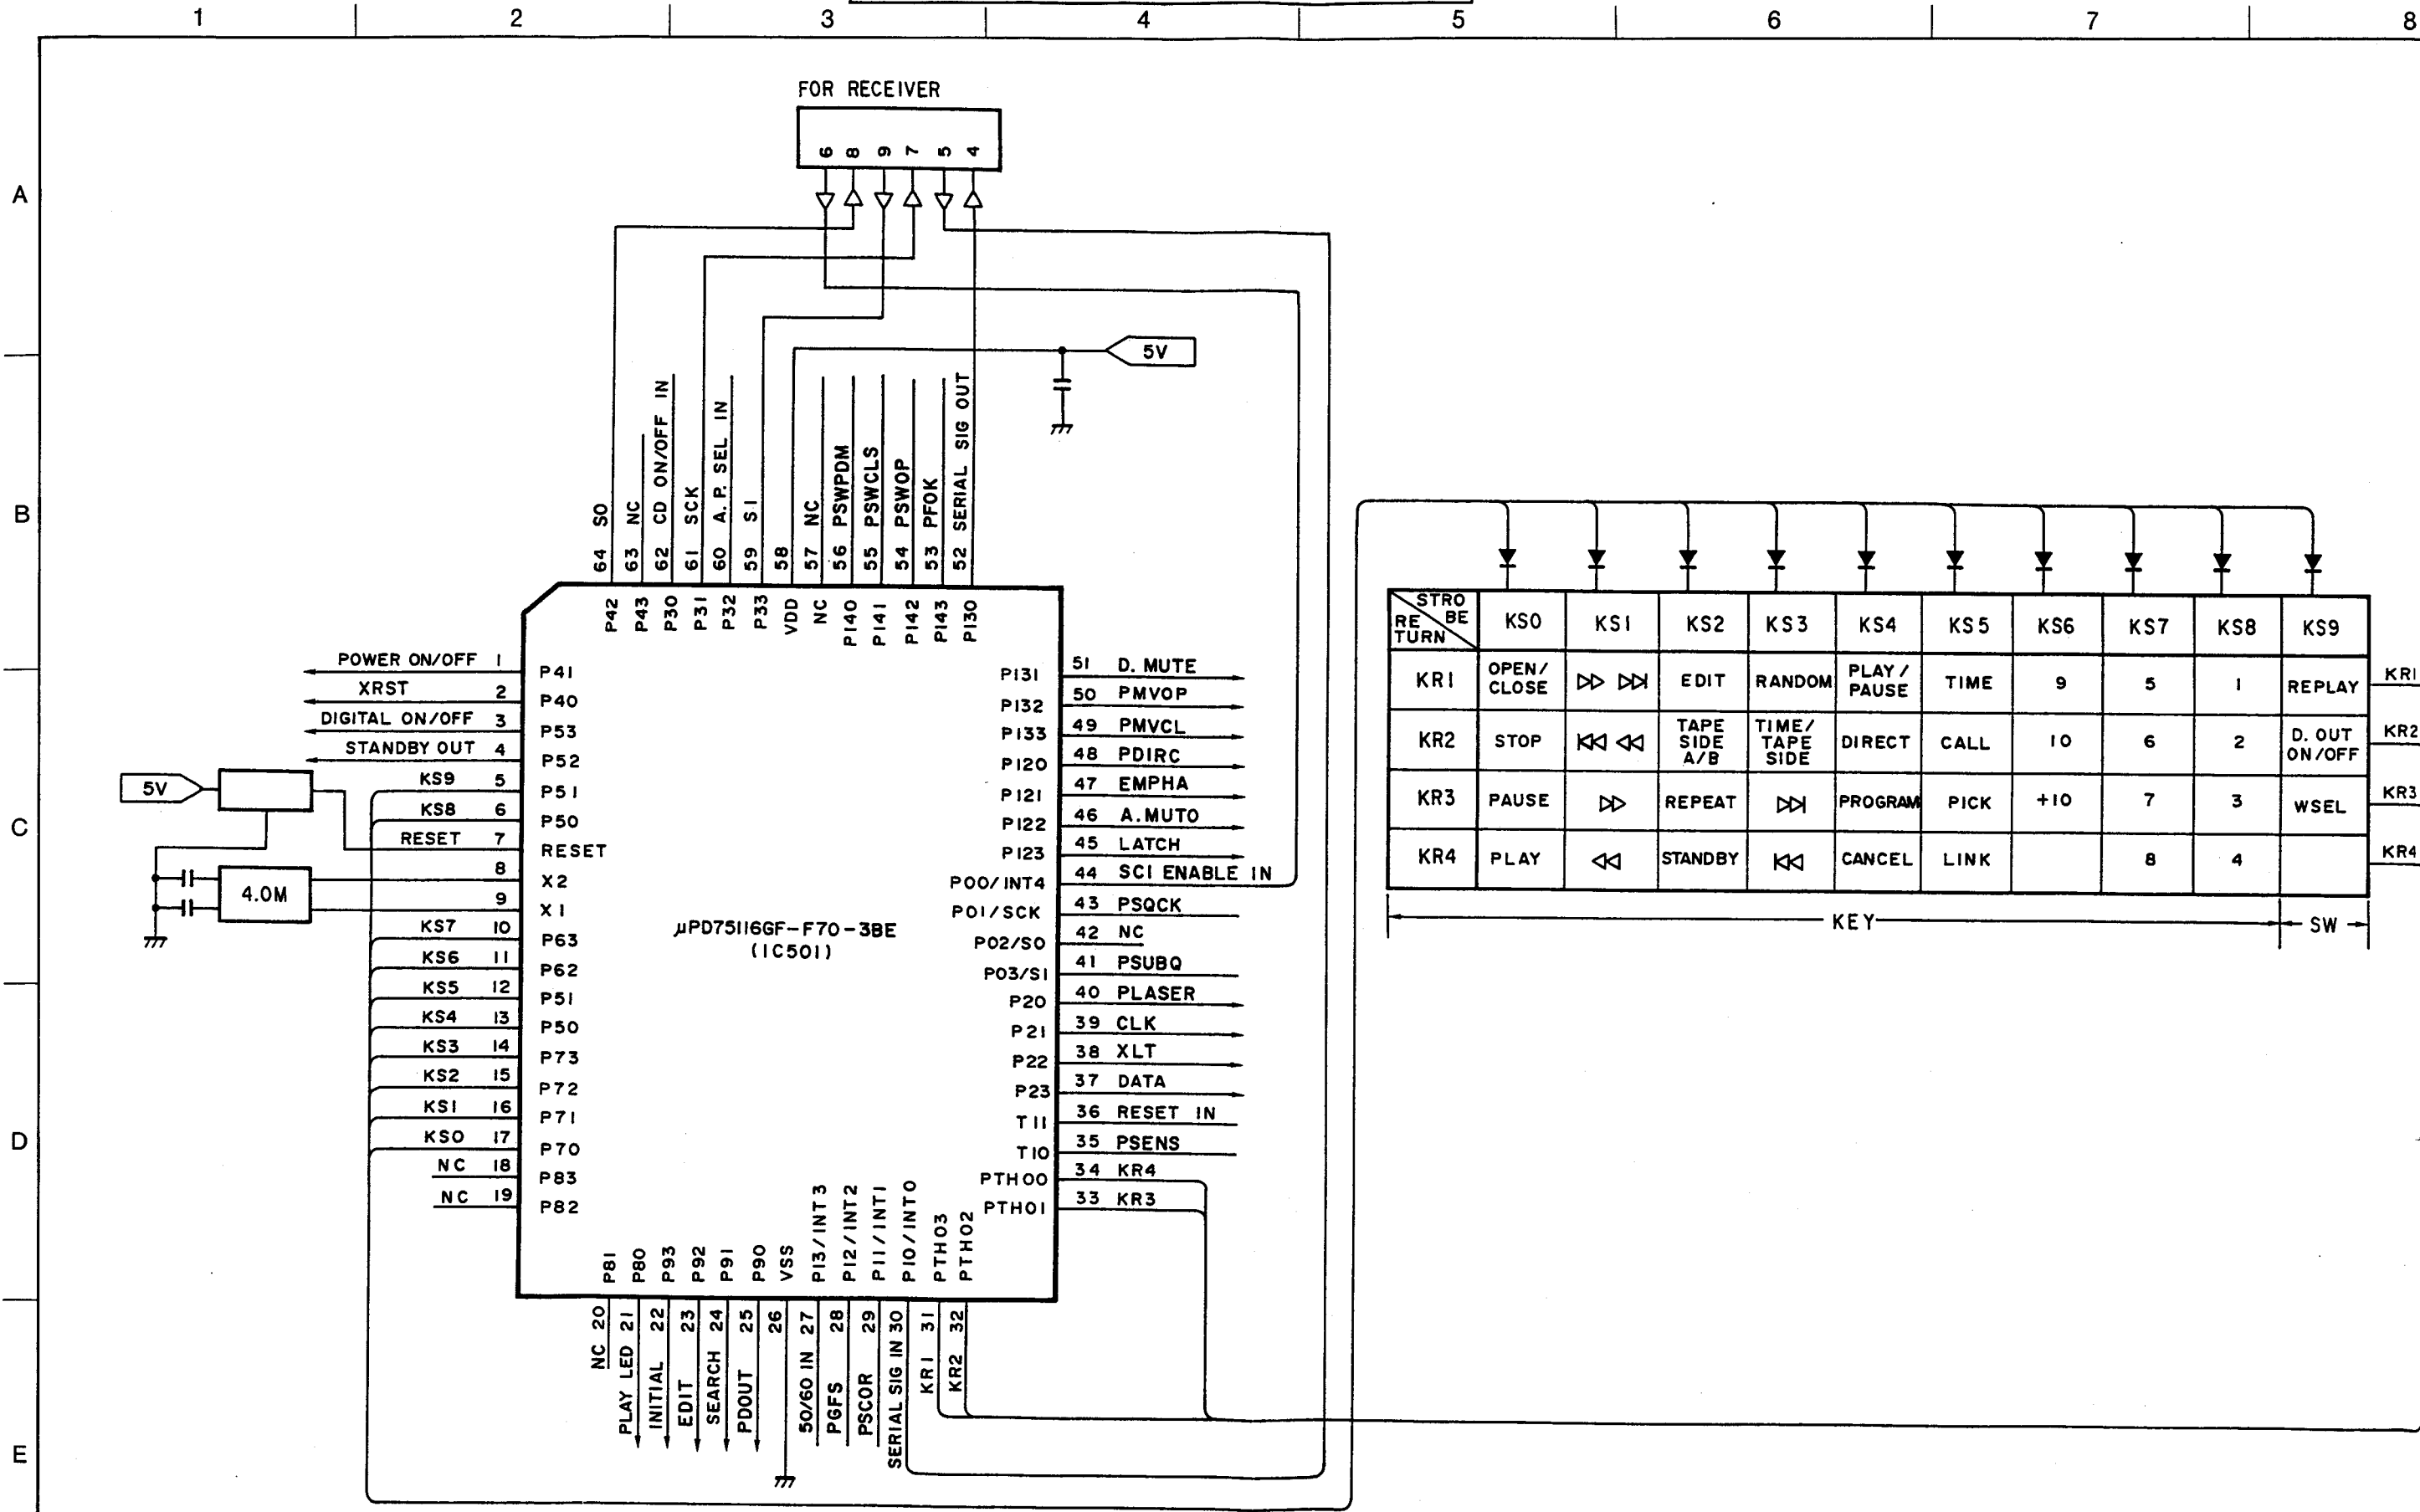 1 2 3 4 5 6 7 8
A
B
C
D
E
FOR RECEIVER
6 8 9 7 5 4
5V
64 SO
63 NC
62 CD ON/OFF IN
61 SCK
60 A.P. SEL IN
59 SI
58
57 NC
56 PSWPDM
55 PSWCLS
54 PSWOP
53 PFOK
52 SERIAL SIG OUT
P42
P43
P30
P31
P32
P33
VDD
NC
P140
P141
P142
P143
P130
POWER ON/OFF 1 P41
XRST 2 P40
DIGITAL ON/OFF 3 P53
STANDBY OUT 4 P52
KS9 5 P51
KS8 6 P50
RESET 7 RESET
8 X2
9 X1
KS7 10 P63
KS6 11 P62
KS5 12 P51
KS4 13 P50
KS3 14 P73
KS2 15 P72
KS1 16 P71
KS0 17 P70
NC 18 P83
NC 19 P82
5V
4.0M
µPD75116GF-F70-3BE
(IC501)
P131 51 D. MUTE
P132 50 PMVOP
P133 49 PMVCL
P120 48 PDIRC
P121 47 EMPHA
P122 46 A.MUTO
P123 45 LATCH
P00/INT4 44 SCI ENABLE IN
P01/SCK 43 PSQCK
P02/SO 42 NC
P03/SI 41 PSUBQ
P20 40 PLASER
P21 39 CLK
P22 38 XLT
P23 37 DATA
T11 36 RESET IN
T10 35 PSENS
PTH00 34 KR4
PTH01 33 KR3
P81
P80
P93
P92
P91
P90
VSS
P13/INT3
P12/INT2
P11/INT1
P10/INT0
PTH03
PTH02
NC 20
PLAY LED 21
INITIAL 22
EDIT 23
SEARCH 24
PDOUT 25
26
50/60 IN 27
PGFS 28
PSCOR 29
SERIAL SIG IN 30
KR1 31
KR2 32
STRO
BE
RE
TURN
KS0 KS1 KS2 KS3 KS4 KS5 KS6 KS7 KS8 KS9
KR1 OPEN/CLOSE ▷▷ ▷▷| EDIT RANDOM PLAY/PAUSE TIME 9 5 1 REPLAY KR1
KR2 STOP |◁◁ ◁◁ TAPE SIDE A/B TIME/TAPE SIDE DIRECT CALL 10 6 2 D. OUT ON/OFF KR2
KR3 PAUSE ▷▷ REPEAT ▷▷| PROGRAM PICK +10 7 3 WSEL KR3
KR4 PLAY ◁◁ STANDBY |◁◁ CANCEL LINK 8 4 KR4
KEY SW